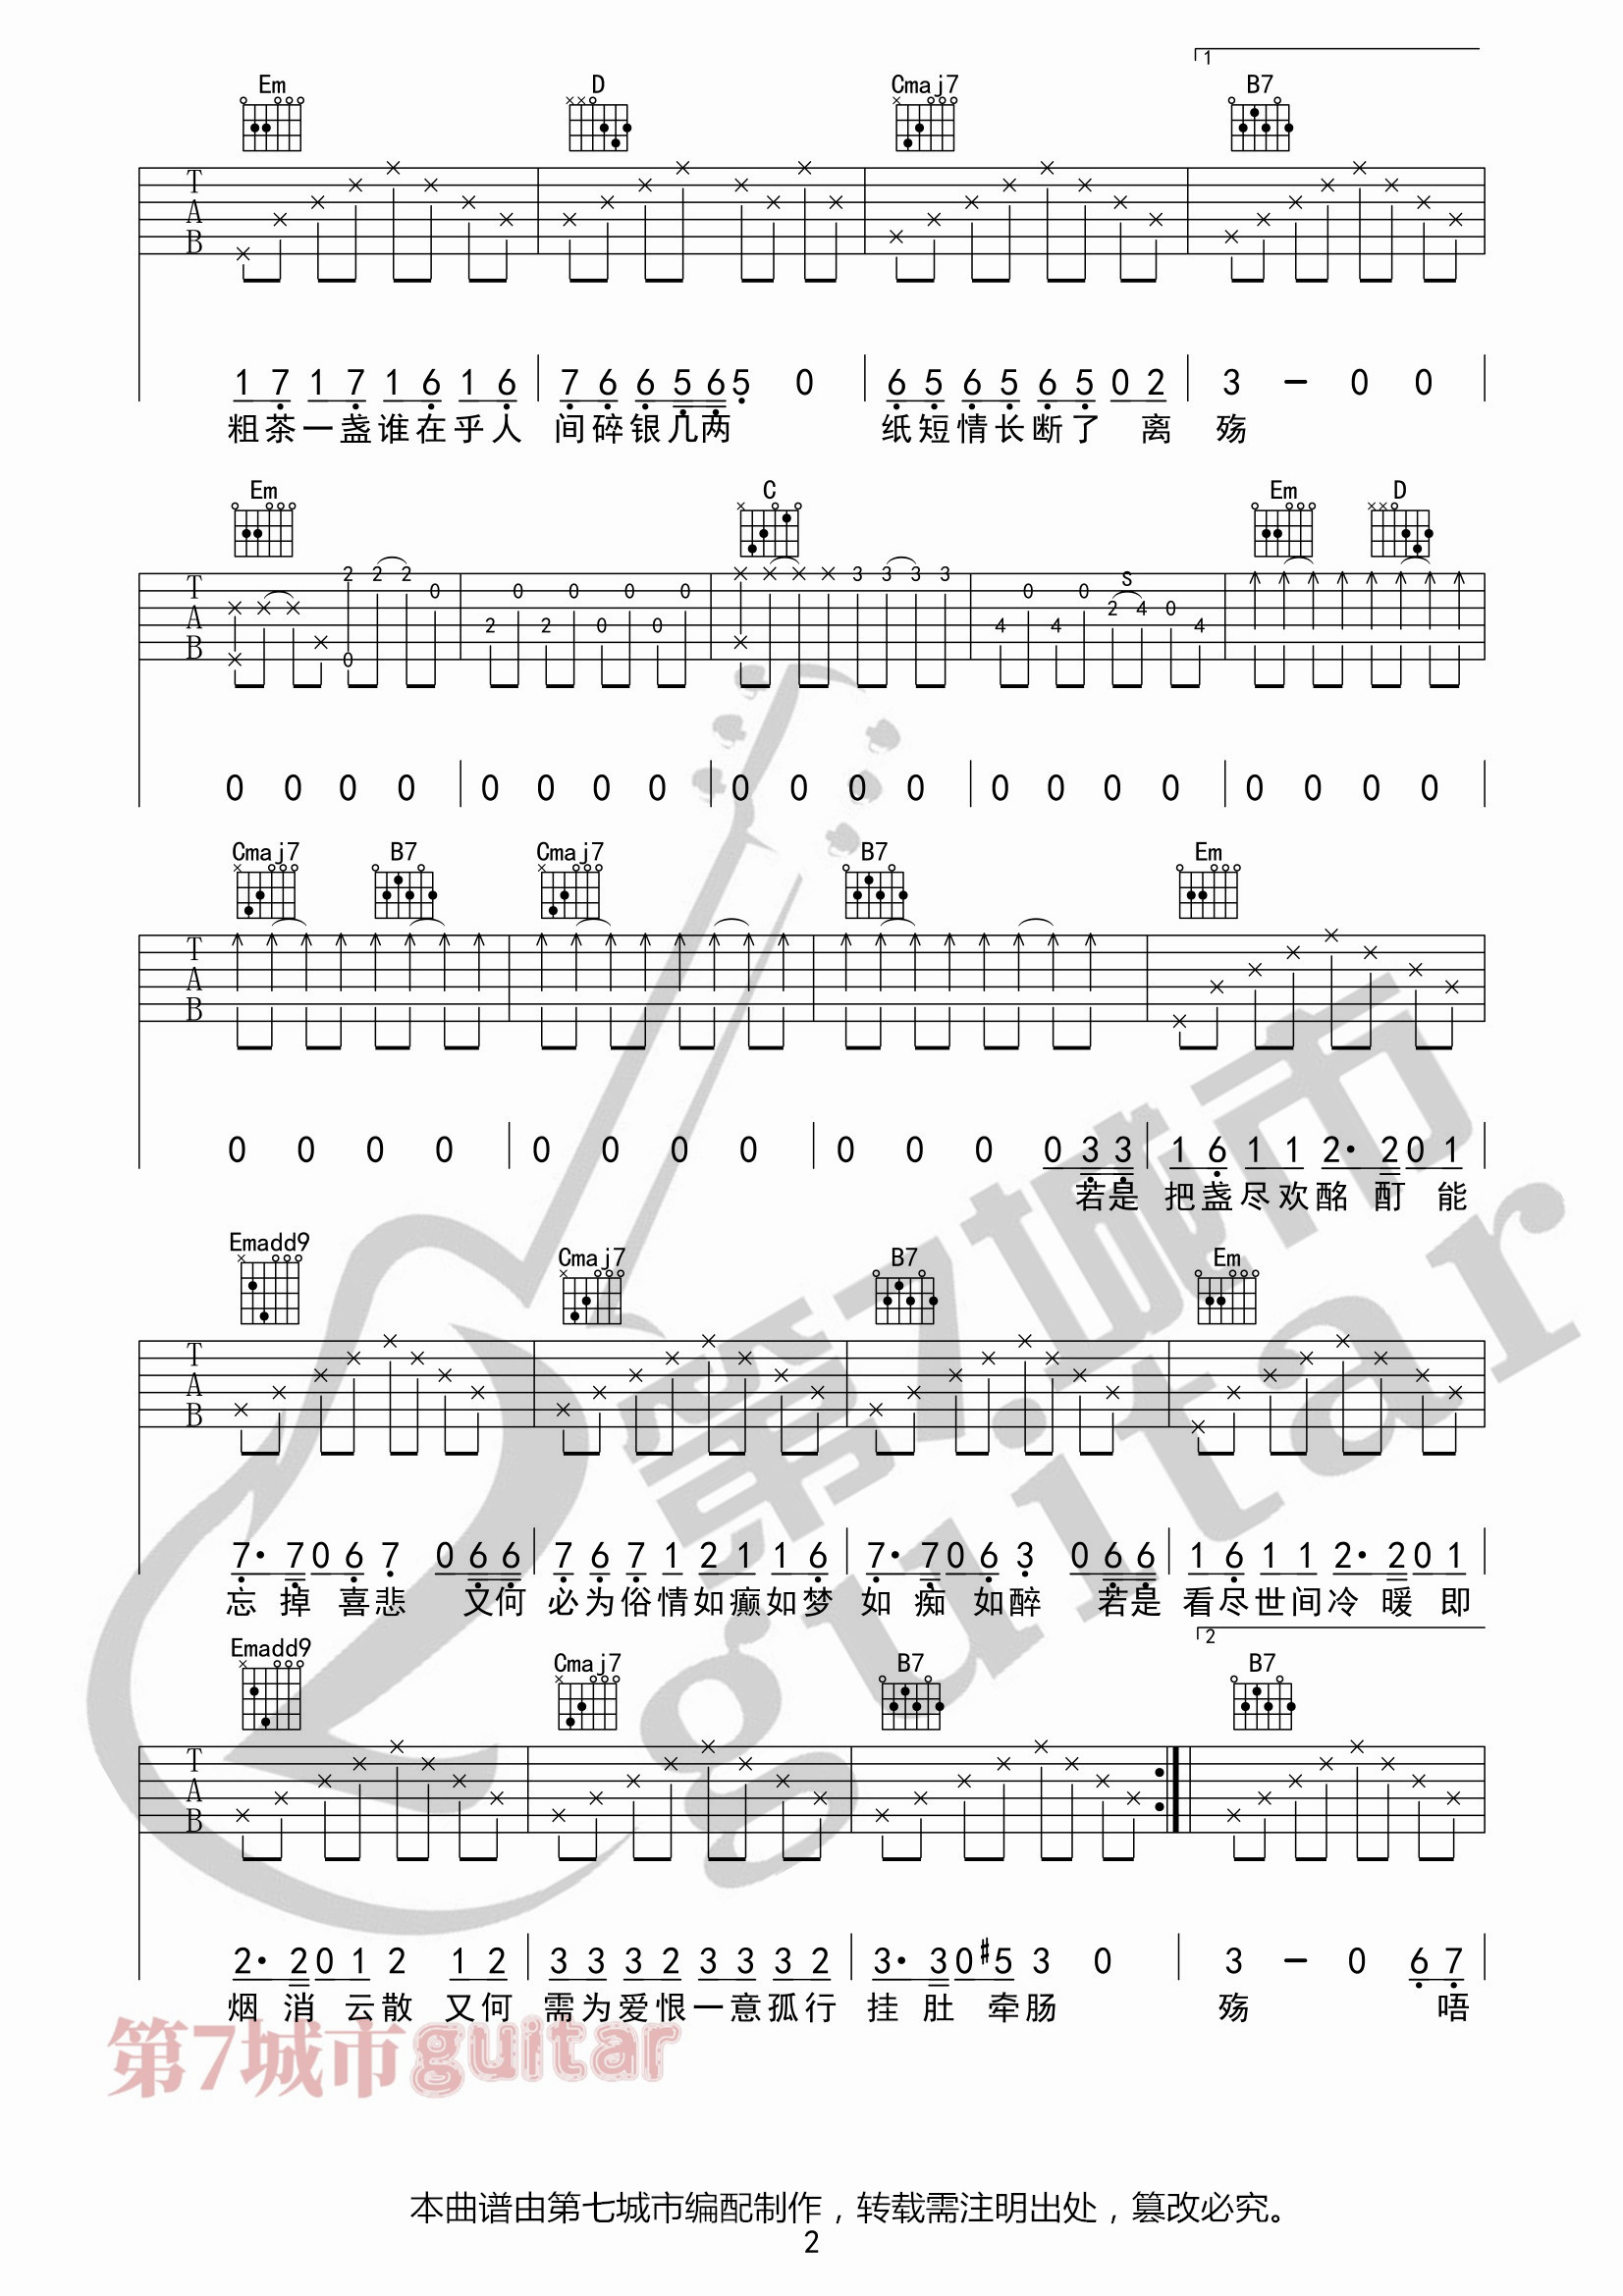 1
Em D Cmaj7 B7
T A B
1 7 1 7 1 6 1 6 7 6 6 5 6 5 0 6 5 6 5 6 5 0 2 3 - 0 0
粗茶一盏谁在乎人 间碎银几两 纸短情长断了 离 殇
Em C Em D
T A B 2 2 2 0 0 2 0 2 0 0 0 0 0 3 3 3 3 4 0 4 0 2 S 4 0 4
0 0 0 0 0 0 0 0 0 0 0 0 0 0 0 0 0 0 0 0
Cmaj7 B7 Cmaj7 B7 Em
T A B
0 0 0 0 0 0 0 0 0 0 0 0 3 3 1 6 1 1 2· 2 0 1
若是 把盏尽欢酩 酊 能
Emadd9 Cmaj7 B7 Em
T A B
7· 7 0 6 7 0 6 6 7 6 7 1 2 1 1 6 7· 7 0 6 3 0 6 6 1 6 1 1 2· 2 0 1
忘 掉 喜悲 又何 必为俗情如癫如梦 如 痴 如醉 若是 看尽世间冷 暖 即
2
Emadd9 Cmaj7 B7 B7
T A B
2· 2 0 1 2 1 2 3 3 3 2 3 3 3 2 3· 3 0 #5 3 0 3 - 0 6 7
烟 消 云散 又何 需为爱恨一意孤行 挂 肚 牵肠 殇 唔
第7城市guitar
第7城市guitar
本曲谱由第七城市编配制作，转载需注明出处，篡改必究。
2